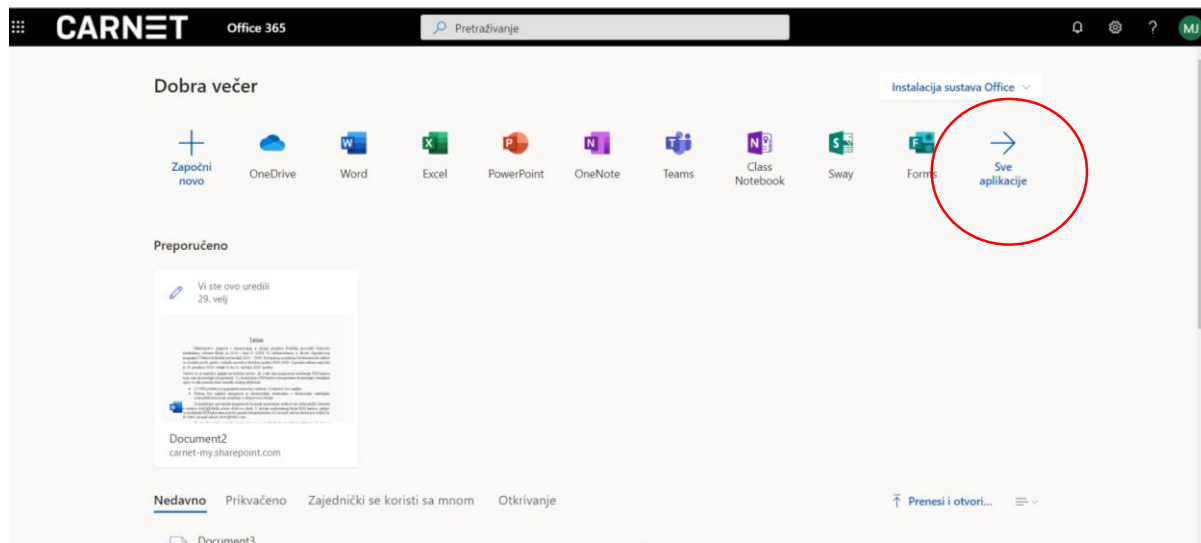 CARNET Office 365 Pretraživanje ? MJ
Dobra večer
Instalacija sustava Office
Započni
novo
OneDrive
Word
Excel
PowerPoint
OneNote
Teams
Class
Notebook
Sway
Forms
Sve
aplikacije
Preporučeno
Vi ste ovo uredili
29. velj
Document2
carnet-my.sharepoint.com
Nedavno Prikvačeno Zajednički se koristi sa mnom Otkrivanje
Prenesi i otvori...
Document3